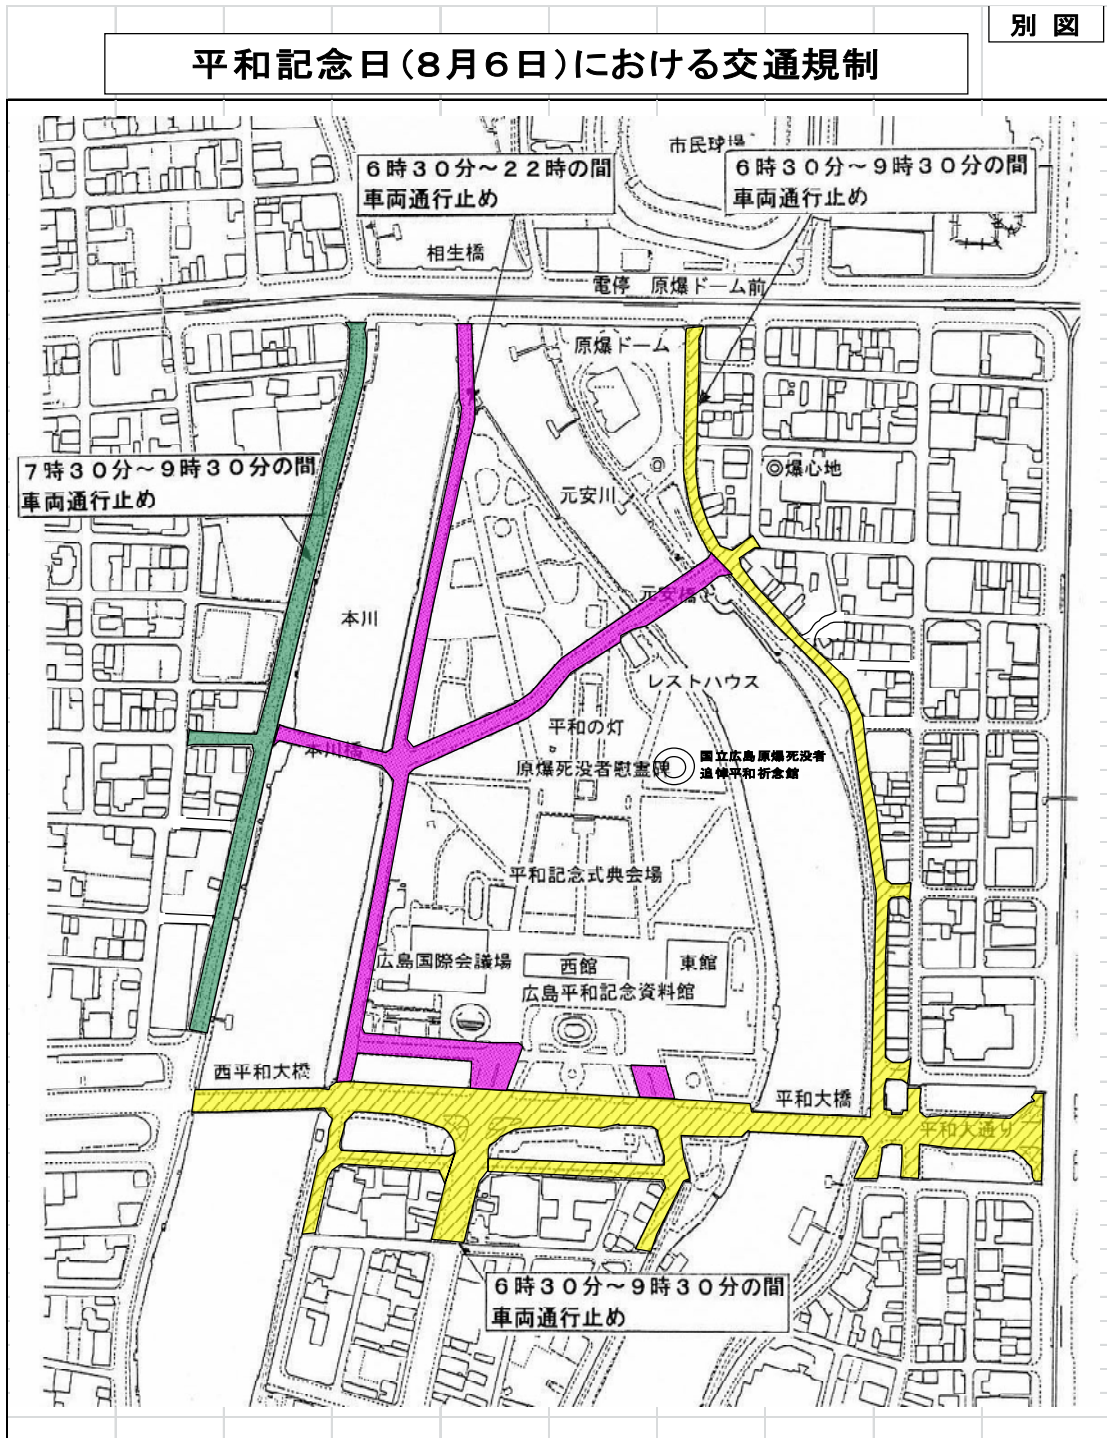 別 図
平和記念日(８月６日)における交通規制
市民球場
６時３０分～２２時の間
車両通行止め
６時３０分～９時３０分の間
車両通行止め
相生橋
電停 原爆ドーム前
原爆ドーム
７時３０分～９時３０分の間
車両通行止め
◎爆心地
元安川
元安橋
本川
レストハウス
平和の灯
本川橋
原爆死没者慰霊碑
国立広島原爆死没者
追悼平和祈念館
平和記念式典会場
広島国際会議場
西館
東館
広島平和記念資料館
西平和大橋
平和大橋
平和大通り
６時３０分～９時３０分の間
車両通行止め